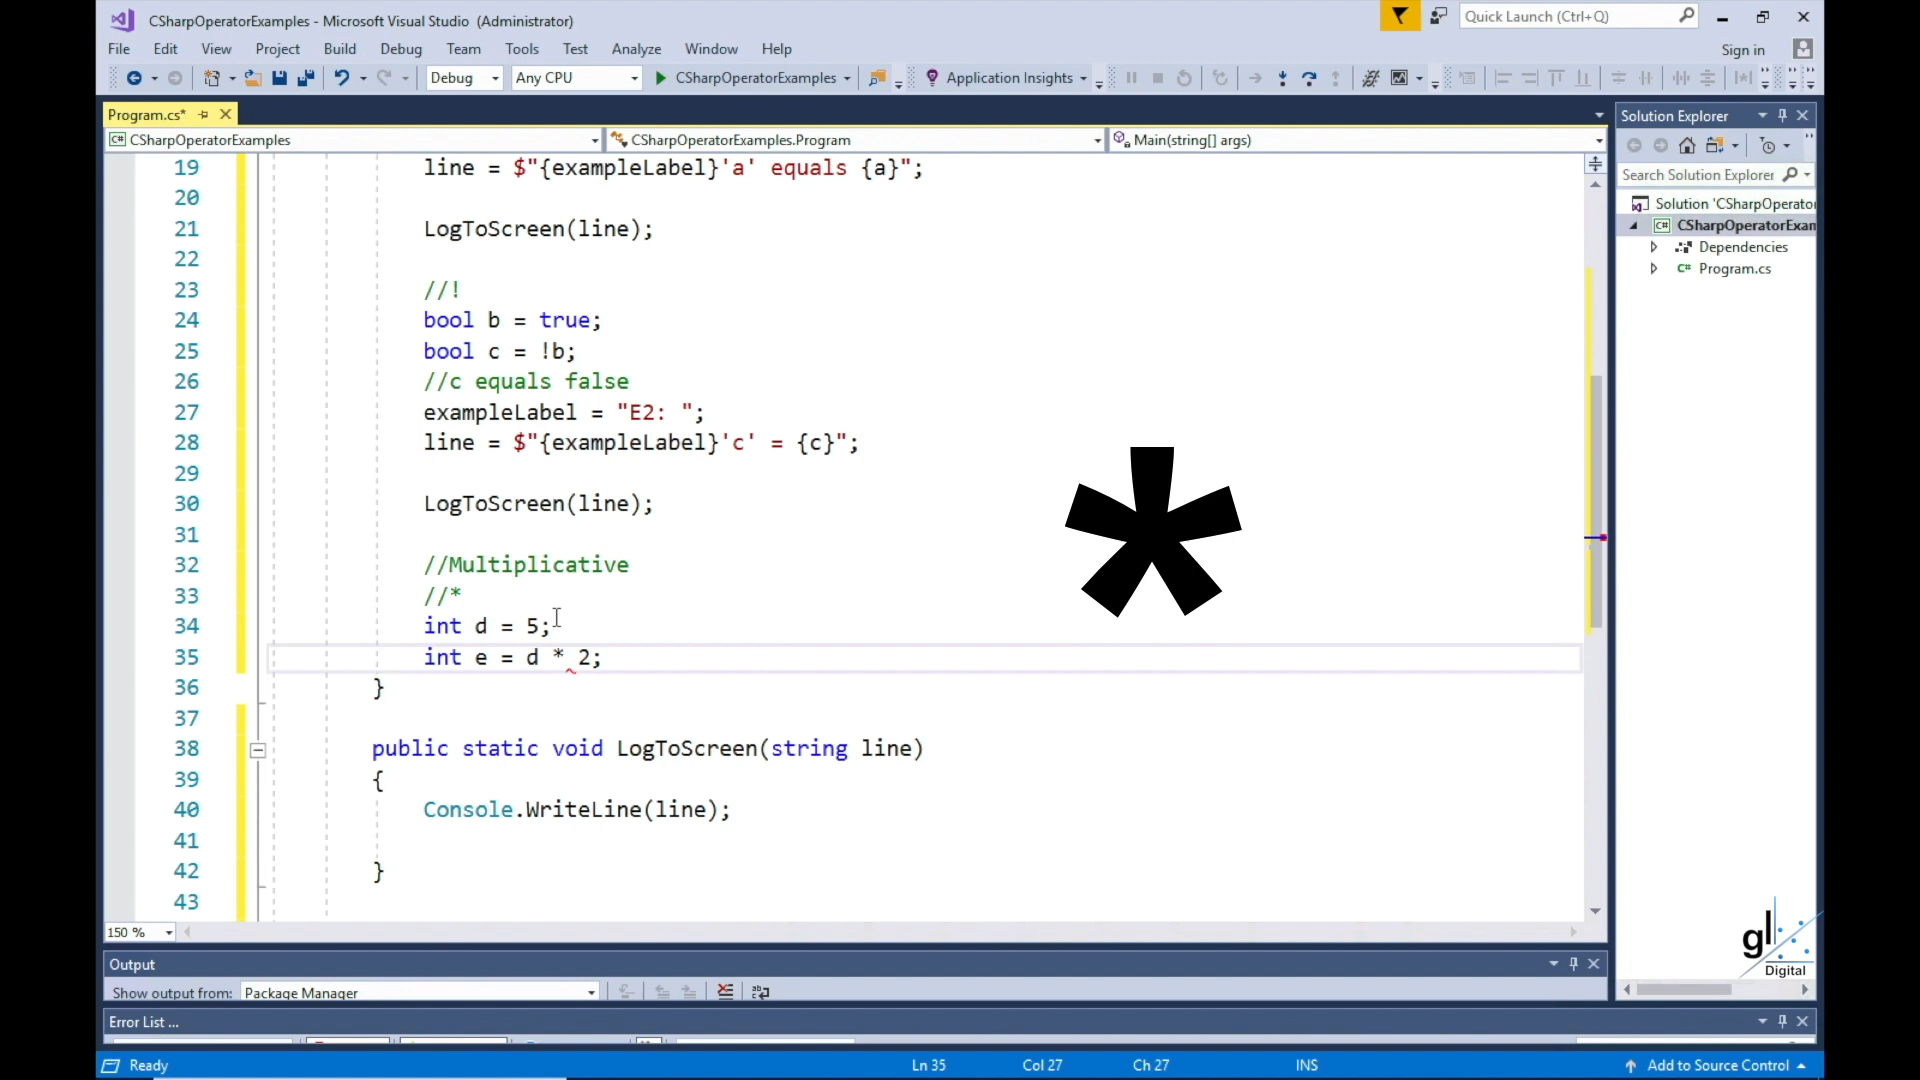 CSharpOperatorExamples - Microsoft Visual Studio (Administrator)
Quick Launch (Ctrl+Q)
File Edit View Project Build Debug Team Tools Test Analyze Window Help
Sign in
Debug Any CPU CSharpOperatorExamples Application Insights
Program.cs*
CSharpOperatorExamples CSharpOperatorExamples.Program Main(string[] args)
19 line = $"{exampleLabel}'a' equals {a}";
20
21 LogToScreen(line);
22
23 //!
24 bool b = true;
25 bool c = !b;
26 //c equals false
27 exampleLabel = "E2: ";
28 line = $"{exampleLabel}'c' = {c}";
29
30 LogToScreen(line);
31
32 //Multiplicative
33 //*
34 int d = 5;
35 int e = d * 2;
36 }
37
38 public static void LogToScreen(string line)
39 {
40 Console.WriteLine(line);
41
42 }
43
*
150 %
Solution Explorer
Search Solution Explorer
Solution 'CSharpOperator
C# CSharpOperatorExam
Dependencies
C# Program.cs
gl
Digital
Output
Show output from: Package Manager
Error List ...
Ready Ln 35 Col 27 Ch 27 INS Add to Source Control